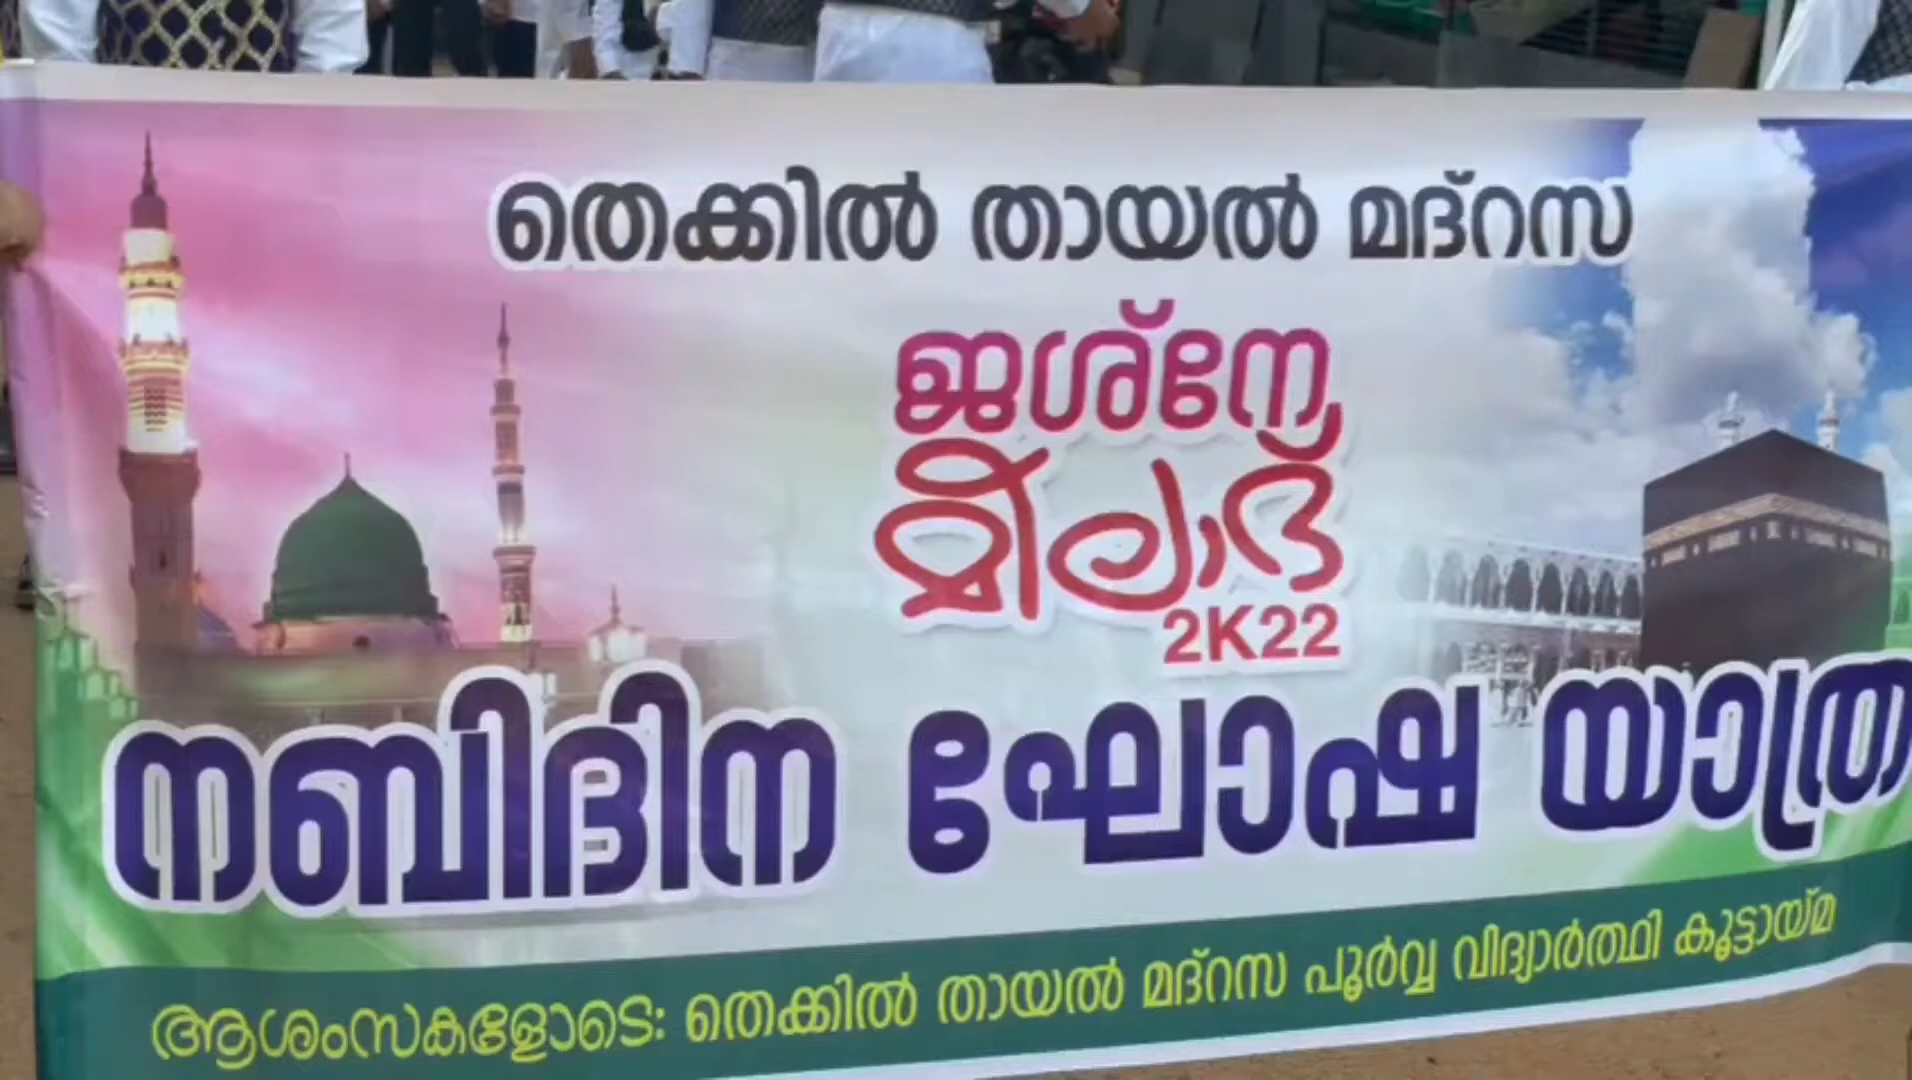 തെക്കിൽ തായൽ മദ്റസ
ജശ്നേ
മീലാദ്
2K22
നബിദിന ഘോഷ യാത്ര
ആശംസകളോടെ: തെക്കിൽ തായൽ മദ്റസ പൂർവ്വ വിദ്യാർത്ഥി കൂട്ടായ്മ